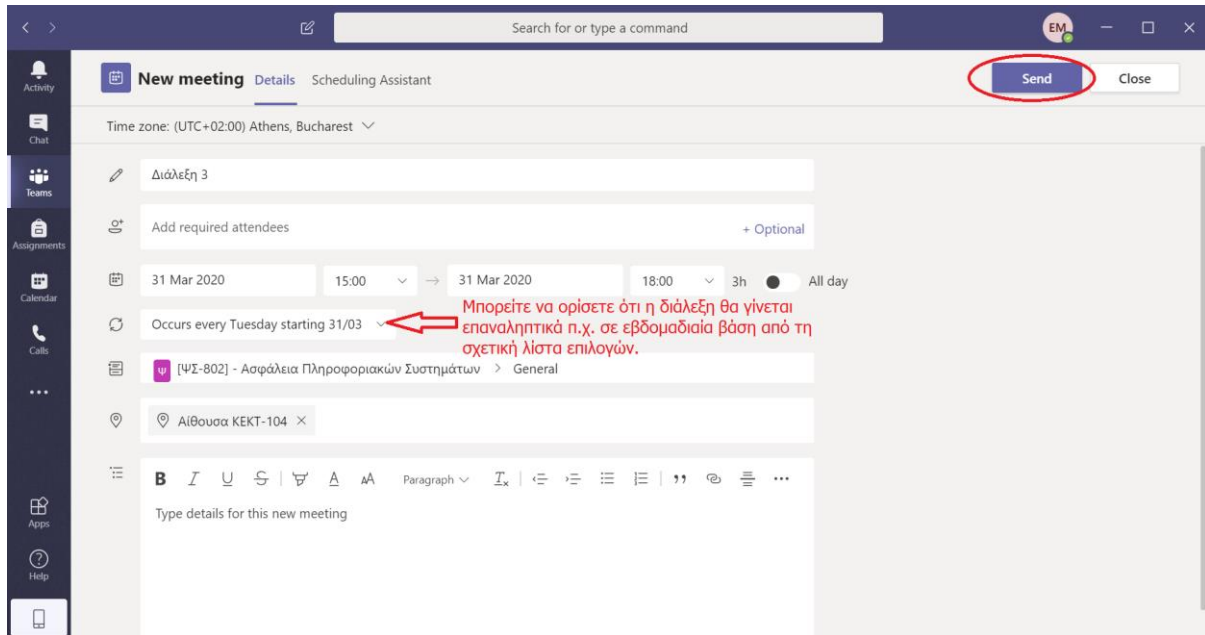 Search for or type a command
EM
Activity
Chat
Teams
Assignments
Calendar
Calls
Apps
Help
New meeting Details Scheduling Assistant
Send Close
Time zone: (UTC+02:00) Athens, Bucharest
Διάλεξη 3
Add required attendees + Optional
31 Mar 2020 15:00 → 31 Mar 2020 18:00 3h All day
Occurs every Tuesday starting 31/03
Μπορείτε να ορίσετε ότι η διάλεξη θα γίνεται
επαναληπτικά π.χ. σε εβδομαδιαία βάση από τη
σχετική λίστα επιλογών.
Ψ [ΨΣ-802] - Ασφάλεια Πληροφοριακών Συστημάτων > General
Αίθουσα ΚΕΚΤ-104 ×
B I U S A AA Paragraph Tx
Type details for this new meeting